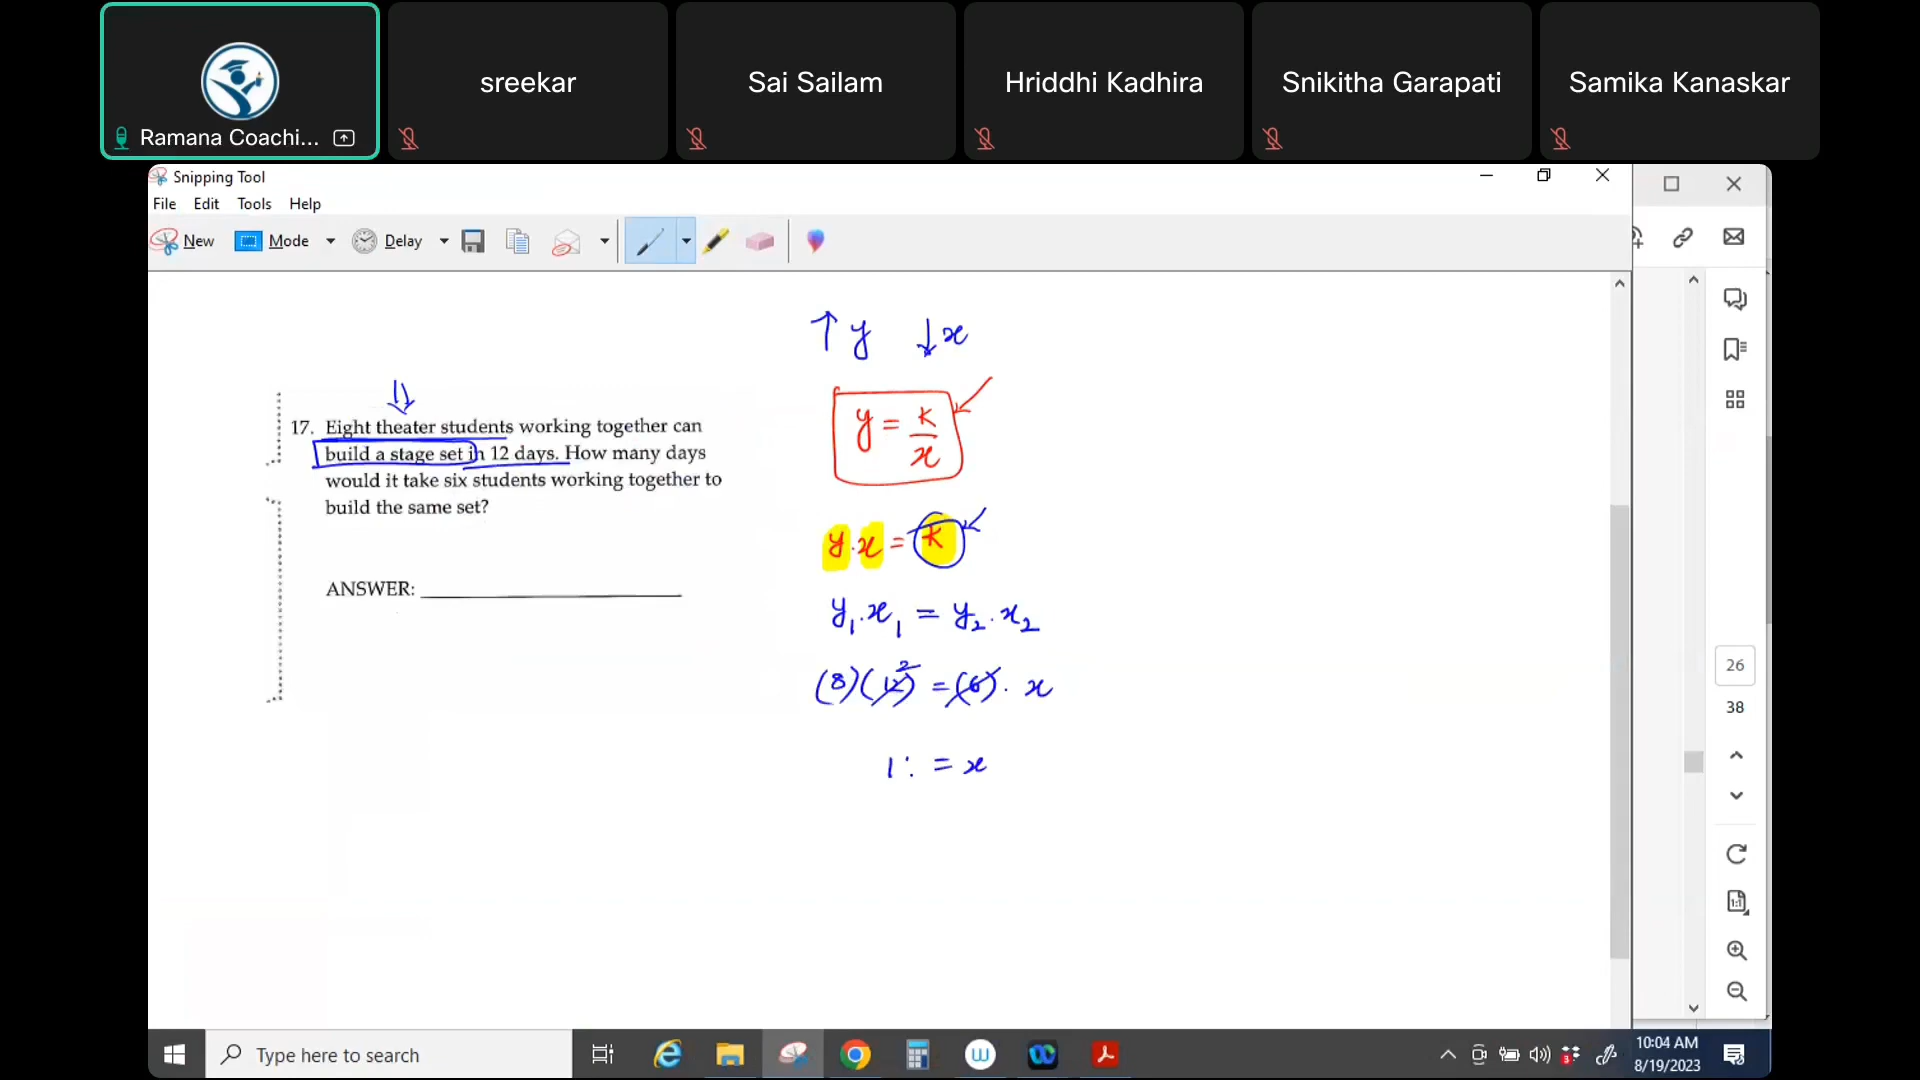 sreekar
Sai Sailam
Hriddhi Kadhira
Snikitha Garapati
Samika Kanaskar
Ramana Coachi...
Snipping Tool
File Edit Tools Help
New Mode Delay
↑ y ↓ x
17. Eight theater students working together can
build a stage set in 12 days. How many days
would it take six students working together to
build the same set?
ANSWER:
y = k/x
y·x = k
y₁·x₁ = y₂·x₂
(8)(12) 2 = (6)· x
= x
26
38
Type here to search
10:04 AM
8/19/2023